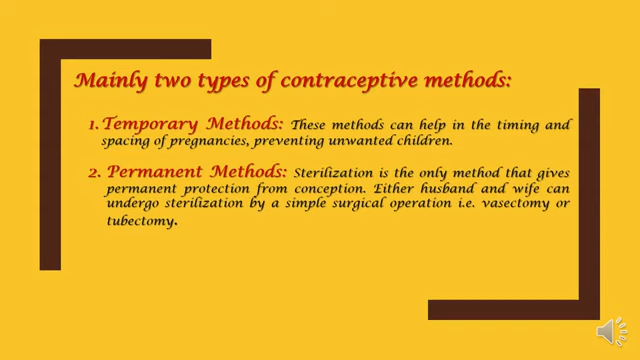 Mainly two types of contraceptive methods:
1. Temporary Methods: These methods can help in the timing and
spacing of pregnancies, preventing unwanted children.
2. Permanent Methods: Sterilization is the only method that gives
permanent protection from conception. Either husband and wife can
undergo sterilization by a simple surgical operation i.e. vasectomy or
tubectomy.